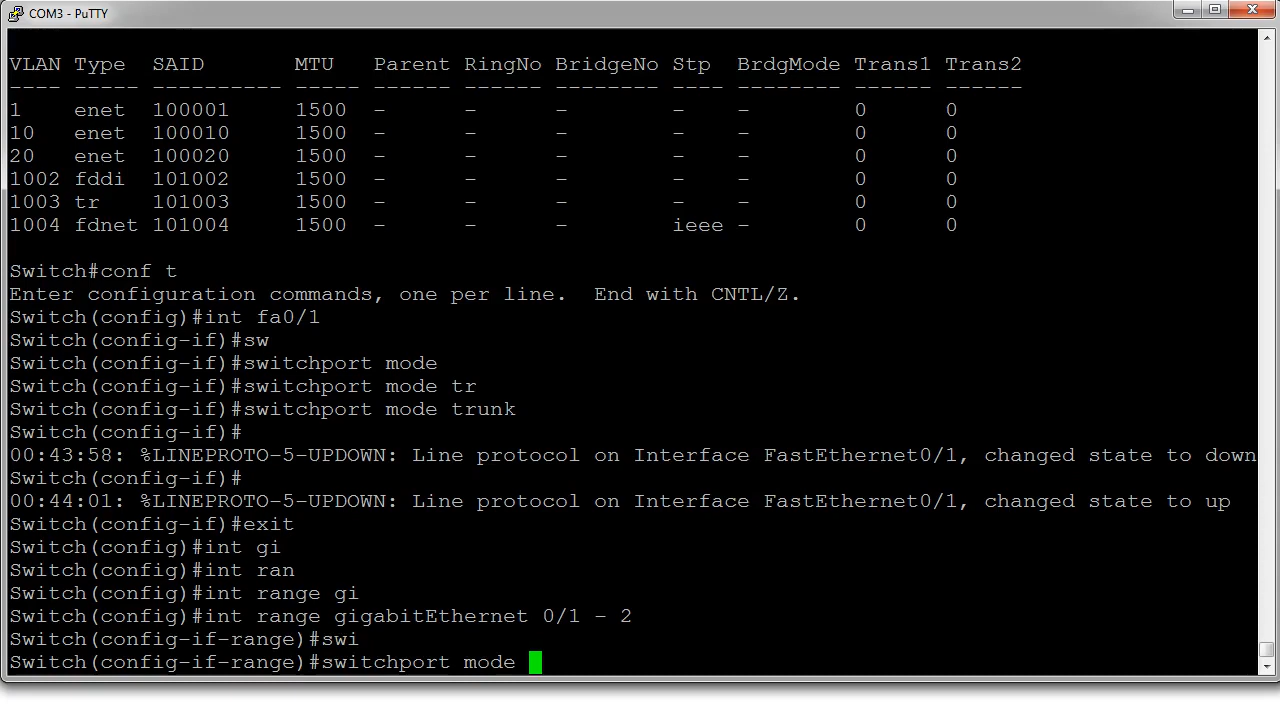 COM3 - PuTTY
VLAN Type  SAID       MTU   Parent RingNo BridgeNo Stp  BrdgMode Trans1 Trans2
---- ----- ---------- ----- ------ ------ -------- ---- -------- ------ ------
1    enet  100001     1500  -      -      -        -    -        0      0
10   enet  100010     1500  -      -      -        -    -        0      0
20   enet  100020     1500  -      -      -        -    -        0      0
1002 fddi  101002     1500  -      -      -        -    -        0      0
1003 tr    101003     1500  -      -      -        -    -        0      0
1004 fdnet 101004     1500  -      -      -        ieee -        0      0
Switch#conf t
Enter configuration commands, one per line.  End with CNTL/Z.
Switch(config)#int fa0/1
Switch(config-if)#sw
Switch(config-if)#switchport mode
Switch(config-if)#switchport mode tr
Switch(config-if)#switchport mode trunk
Switch(config-if)#
00:43:58: %LINEPROTO-5-UPDOWN: Line protocol on Interface FastEthernet0/1, changed state to down
Switch(config-if)#
00:44:01: %LINEPROTO-5-UPDOWN: Line protocol on Interface FastEthernet0/1, changed state to up
Switch(config-if)#exit
Switch(config)#int gi
Switch(config)#int ran
Switch(config)#int range gi
Switch(config)#int range gigabitEthernet 0/1 - 2
Switch(config-if-range)#swi
Switch(config-if-range)#switchport mode